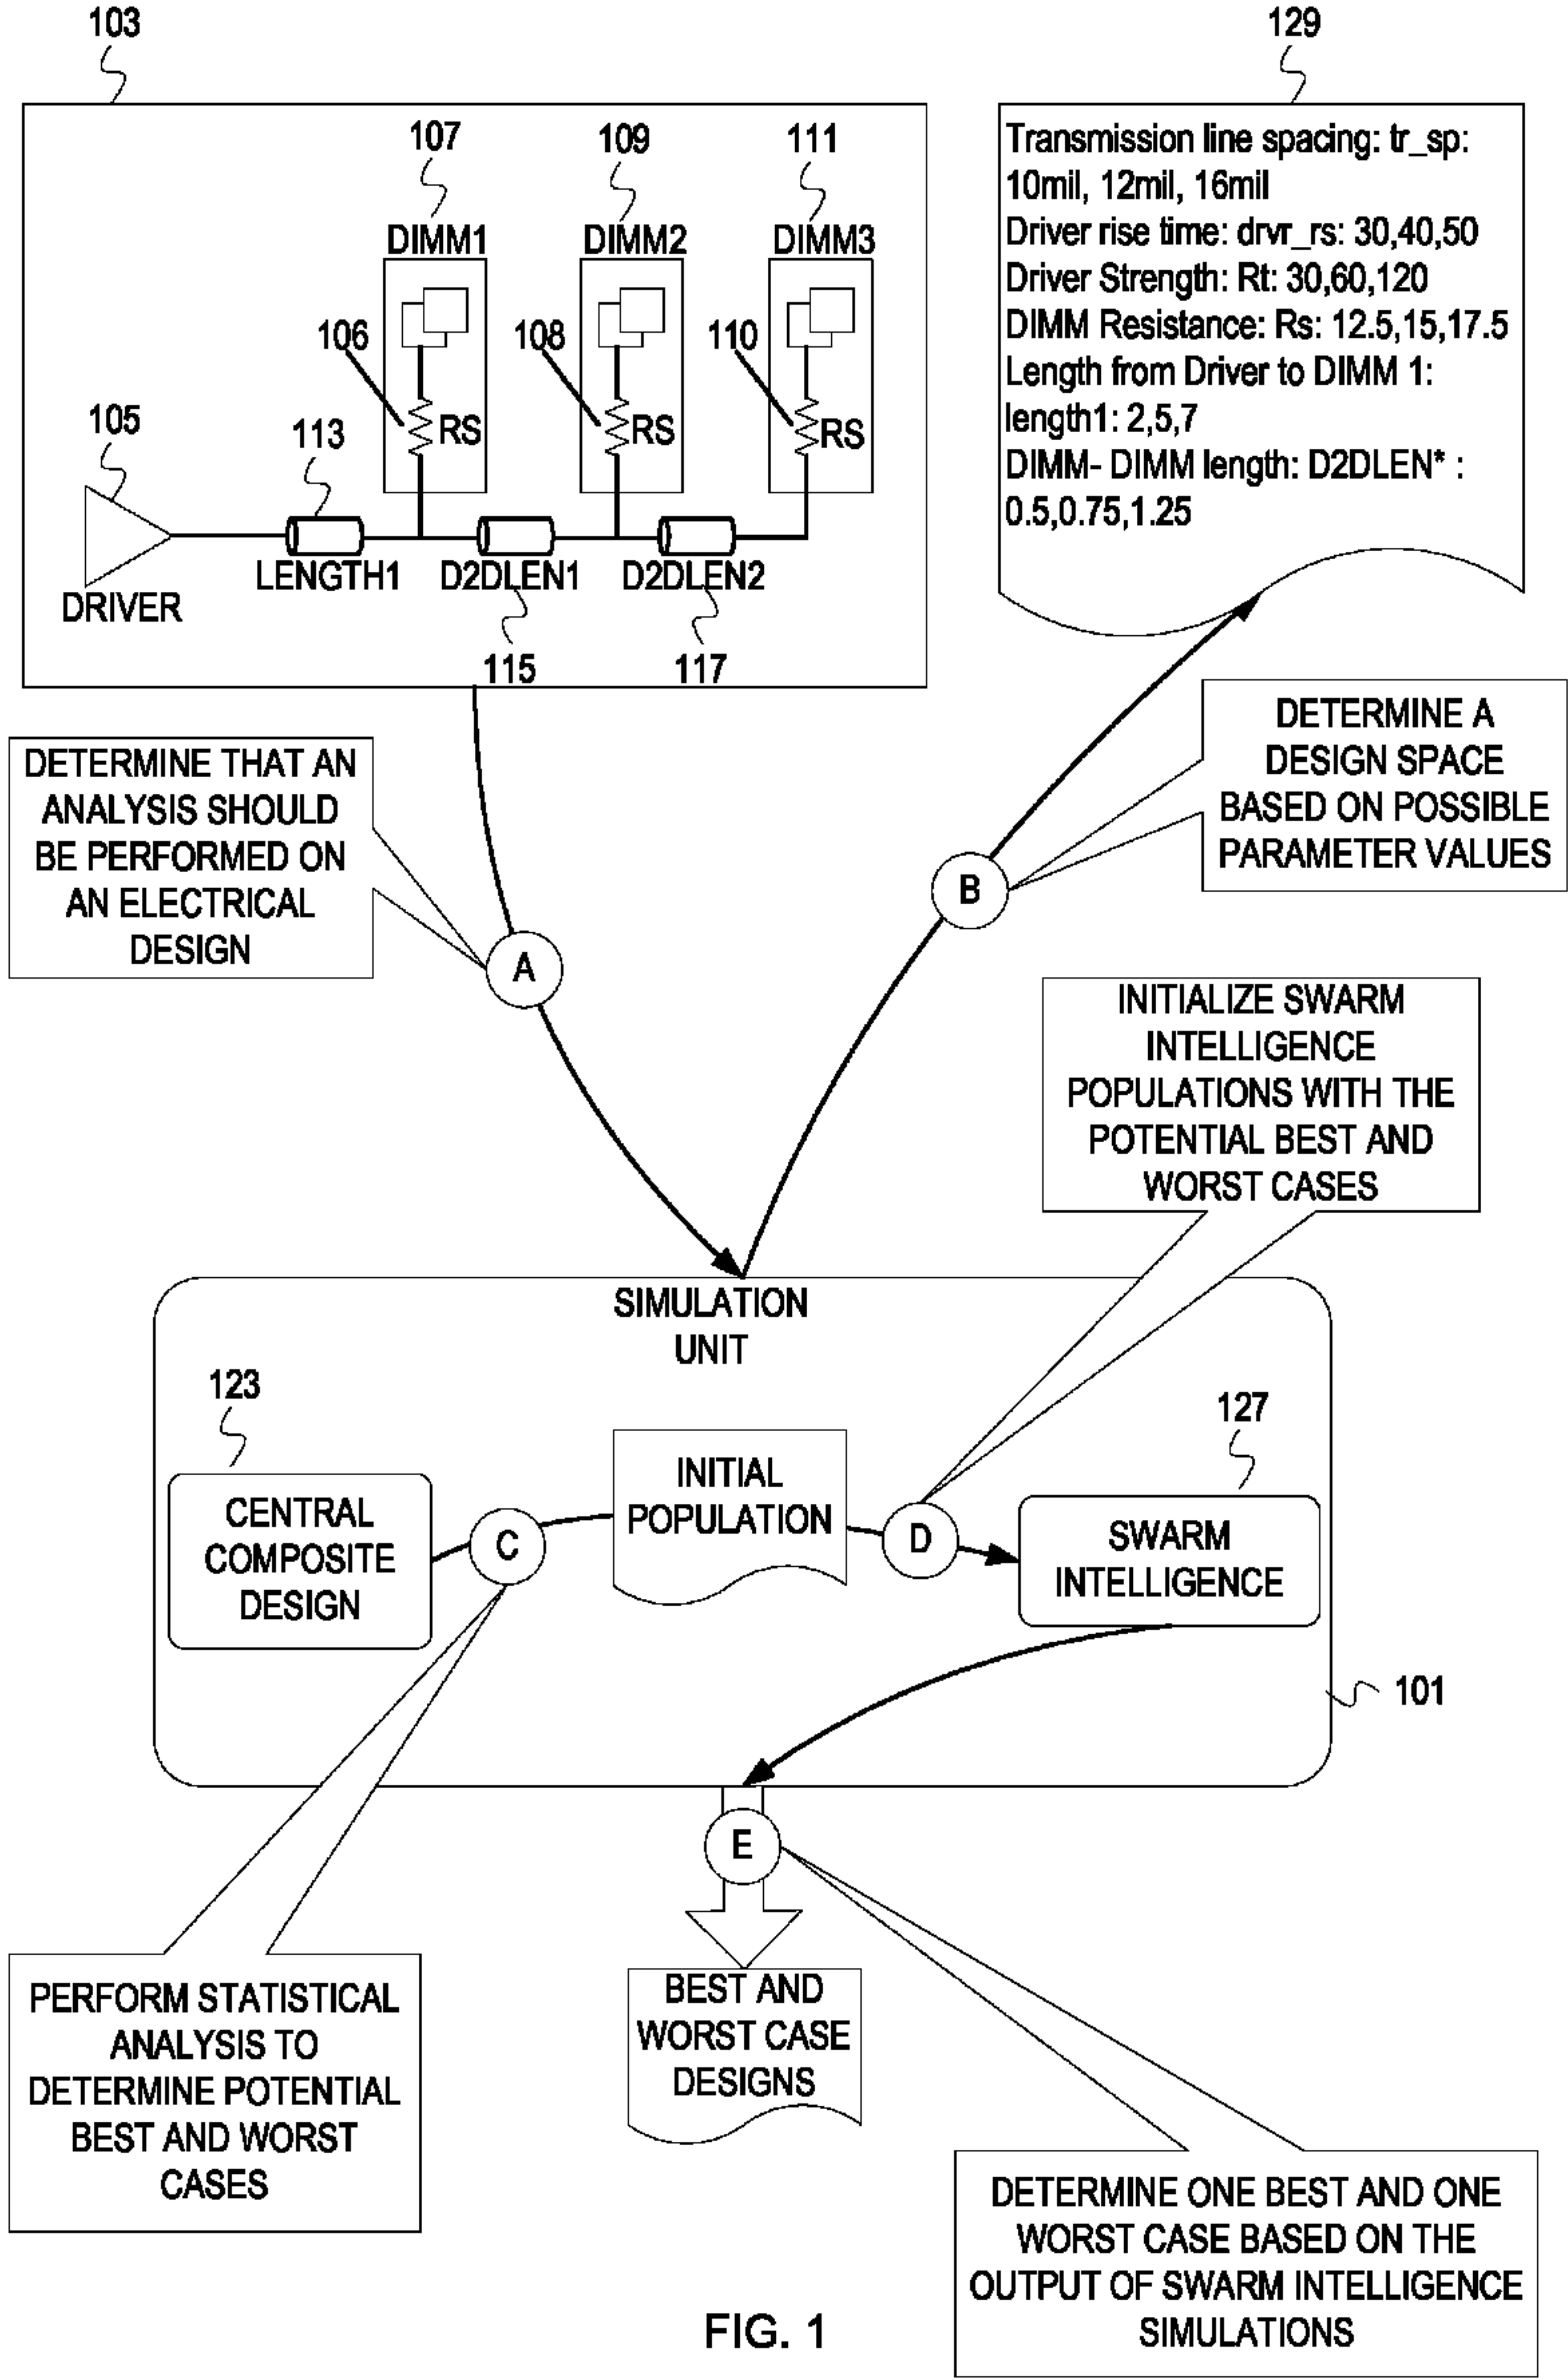 103
129
107
109
111
DIMM1
DIMM2
DIMM3
106
108
110
RS
RS
RS
105
113
LENGTH1
D2DLEN1
D2DLEN2
DRIVER
115
117
Transmission line spacing: tr_sp:
10mil, 12mil, 16mil
Driver rise time: drvr_rs: 30,40,50
Driver Strength: Rt: 30,60,120
DIMM Resistance: Rs: 12.5,15,17.5
Length from Driver to DIMM 1:
length1: 2,5,7
DIMM- DIMM length: D2DLEN* :
0.5,0.75,1.25
DETERMINE THAT AN
ANALYSIS SHOULD
BE PERFORMED ON
AN ELECTRICAL
DESIGN
A
DETERMINE A
DESIGN SPACE
BASED ON POSSIBLE
PARAMETER VALUES
B
INITIALIZE SWARM
INTELLIGENCE
POPULATIONS WITH THE
POTENTIAL BEST AND
WORST CASES
SIMULATION
UNIT
123
127
CENTRAL
COMPOSITE
DESIGN
C
INITIAL
POPULATION
D
SWARM
INTELLIGENCE
101
E
PERFORM STATISTICAL
ANALYSIS TO
DETERMINE POTENTIAL
BEST AND WORST
CASES
BEST AND
WORST CASE
DESIGNS
DETERMINE ONE BEST AND ONE
WORST CASE BASED ON THE
OUTPUT OF SWARM INTELLIGENCE
SIMULATIONS
FIG. 1